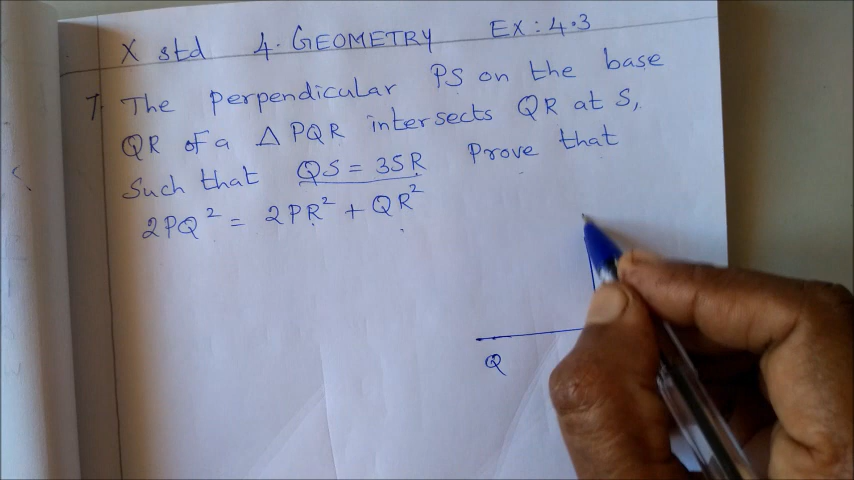 X std 4. GEOMETRY EX: 4.3
7. The perpendicular PS on the base
QR of a △ PQR intersects QR at S,
Such that QS = 3SR Prove that
2PQ² = 2PR² + QR²
Q